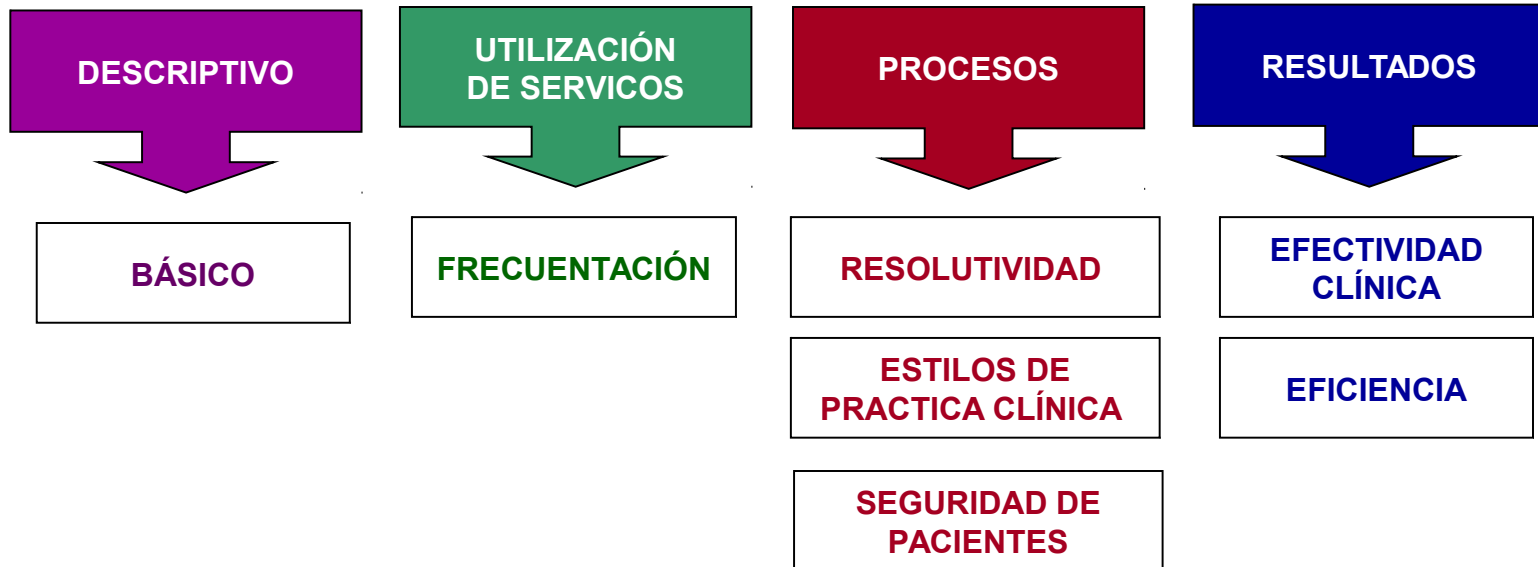 DESCRIPTIVO
UTILIZACIÓN
DE SERVICOS
PROCESOS
RESULTADOS
BÁSICO
FRECUENTACIÓN
RESOLUTIVIDAD
EFECTIVIDAD
CLÍNICA
ESTILOS DE
PRACTICA CLÍNICA
EFICIENCIA
SEGURIDAD DE
PACIENTES